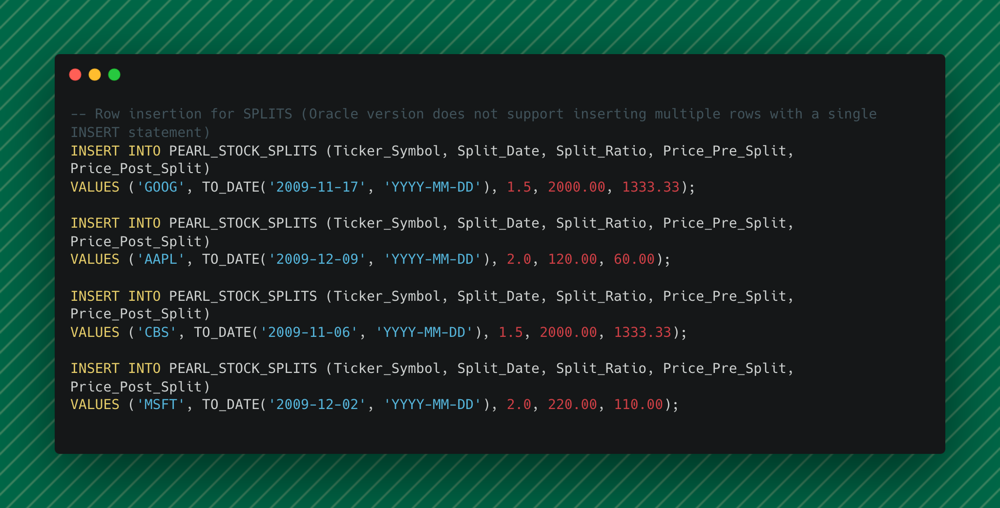 -- Row insertion for SPLITS (Oracle version does not support inserting multiple rows with a single
INSERT statement)
INSERT INTO PEARL_STOCK_SPLITS (Ticker_Symbol, Split_Date, Split_Ratio, Price_Pre_Split,
Price_Post_Split)
VALUES ('GOOG', TO_DATE('2009-11-17', 'YYYY-MM-DD'), 1.5, 2000.00, 1333.33);

INSERT INTO PEARL_STOCK_SPLITS (Ticker_Symbol, Split_Date, Split_Ratio, Price_Pre_Split,
Price_Post_Split)
VALUES ('AAPL', TO_DATE('2009-12-09', 'YYYY-MM-DD'), 2.0, 120.00, 60.00);

INSERT INTO PEARL_STOCK_SPLITS (Ticker_Symbol, Split_Date, Split_Ratio, Price_Pre_Split,
Price_Post_Split)
VALUES ('CBS', TO_DATE('2009-11-06', 'YYYY-MM-DD'), 1.5, 2000.00, 1333.33);

INSERT INTO PEARL_STOCK_SPLITS (Ticker_Symbol, Split_Date, Split_Ratio, Price_Pre_Split,
Price_Post_Split)
VALUES ('MSFT', TO_DATE('2009-12-02', 'YYYY-MM-DD'), 2.0, 220.00, 110.00);